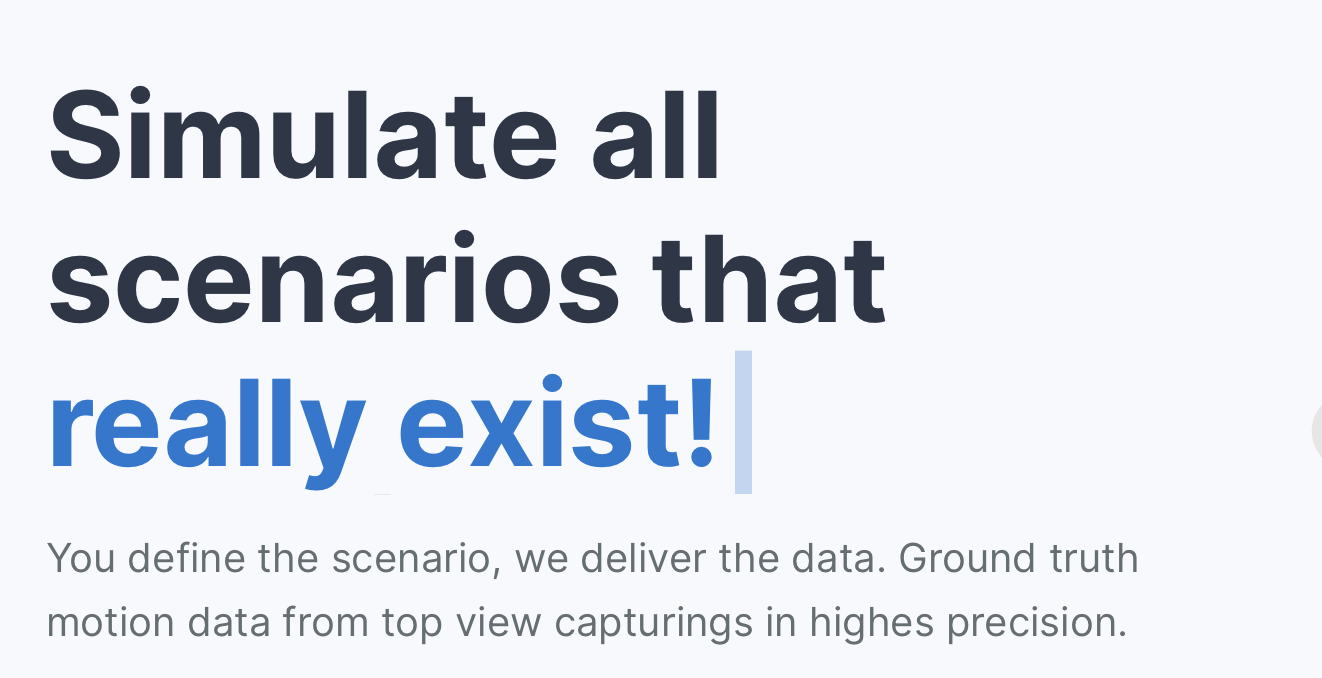 Simulate all
scenarios that
really exist!
You define the scenario, we deliver the data. Ground truth
motion data from top view capturings in highes precision.